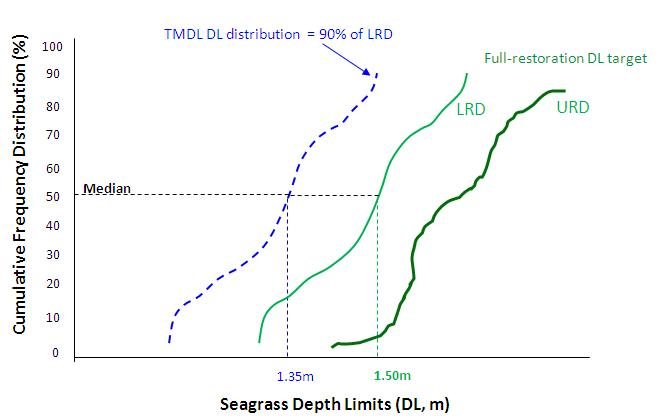 TMDL DL distribution = 90% of LRD
Full-restoration DL target
LRD
URD
Cumulative Frequency Distribution (%)
100
90
80
70
60
50
40
30
20
10
0
Median
1.35m
1.50m
Seagrass Depth Limits (DL, m)